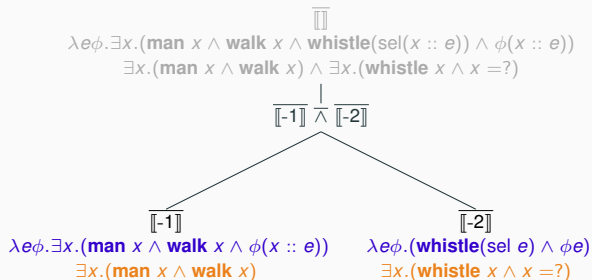 [[]]
λeϕ.∃x.(man x ∧ walk x ∧ whistle(sel(x :: e)) ∧ ϕ(x :: e))
∃x.(man x ∧ walk x) ∧ ∃x.(whistle x ∧ x =?)
[[-1]] ∧ [[-2]]
[[-1]] [[-2]]
λeϕ.∃x.(man x ∧ walk x ∧ ϕ(x :: e)) λeϕ.(whistle(sel e) ∧ ϕe)
∃x.(man x ∧ walk x) ∃x.(whistle x ∧ x =?)